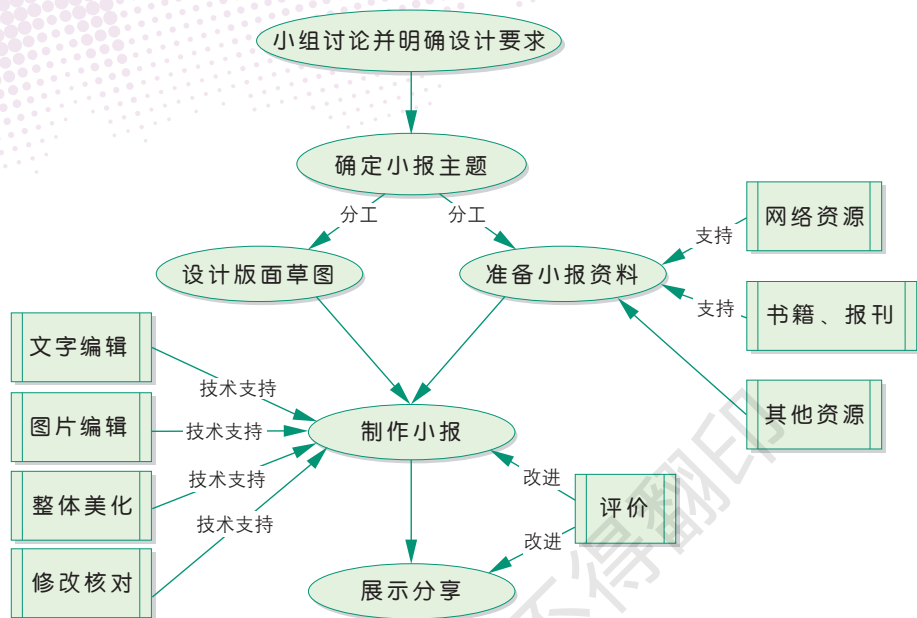 小组讨论并明确设计要求
确定小报主题
分工
分工
网络资源
支持
设计版面草图
准备小报资料
支持
书籍、报刊
文字编辑
技术支持
其他资源
图片编辑
技术支持
制作小报
整体美化
技术支持
改进
评价
技术支持
改进
修改核对
展示分享
不得翻印